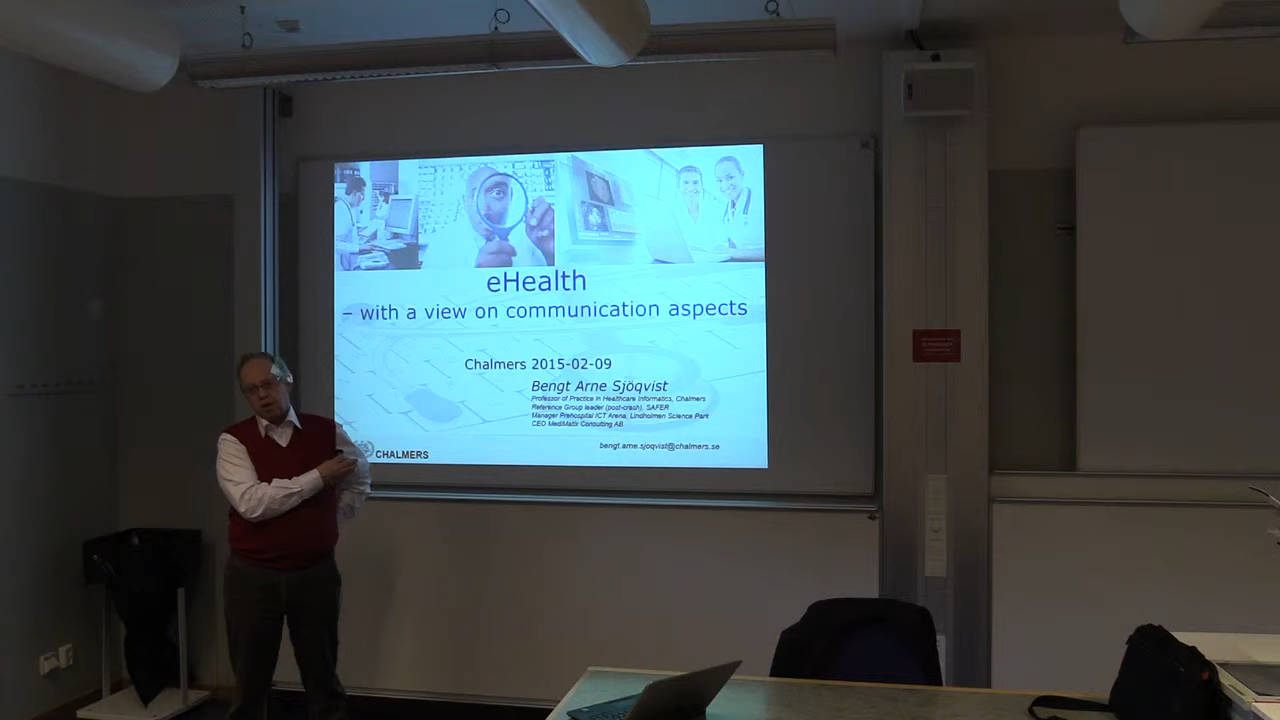 eHealth
– with a view on communication aspects
Chalmers 2015-02-09
Bengt Arne Sjöqvist
Professor of Practice in Healthcare Informatics, Chalmers
Reference Group leader (post-crash), SAFER
Manager Prehospital ICT Arena, Lindholmen Science Park
CEO MediMatix Consulting AB
bengt.arne.sjoqvist@chalmers.se
CHALMERS